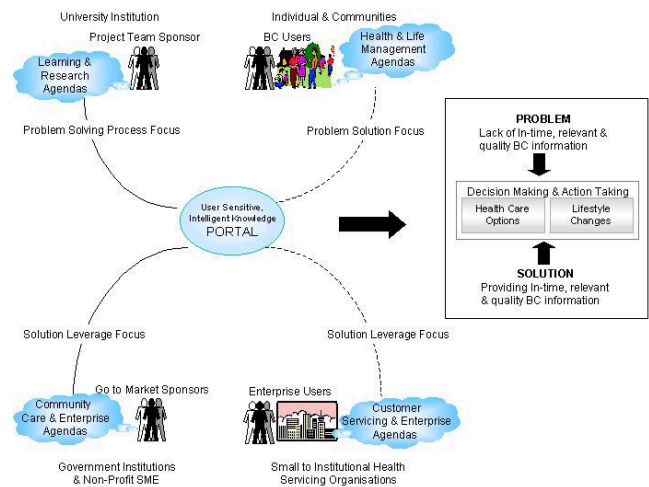 University Institution
Individual & Communities
Project Team Sponsor
BC Users
Health & Life
Management
Agendas
Learning &
Research
Agendas
Problem Solving Process Focus
Problem Solution Focus
User Sensitive,
Intelligent Knowledge
PORTAL
PROBLEM
Lack of In-time, relevant &
quality BC information
Decision Making & Action Taking
Health Care
Options
Lifestyle
Changes
SOLUTION
Providing In-time, relevant
& quality BC information
Solution Leverage Focus
Solution Leverage Focus
Go to Market Sponsors
Enterprise Users
Community
Care & Enterprise
Agendas
Customer
Servicing & Enterprise
Agendas
Government Institutions
& Non-Profit SME
Small to Institutional Health
Servicing Organisations